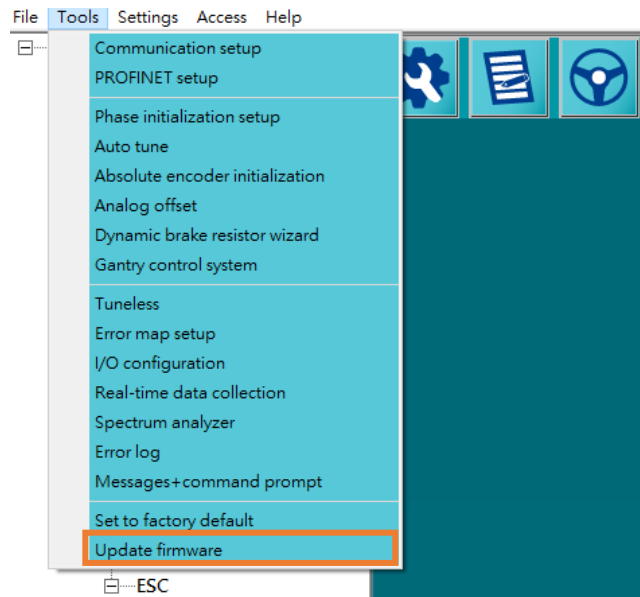 File Tools Settings Access Help
Communication setup
PROFINET setup
Phase initialization setup
Auto tune
Absolute encoder initialization
Analog offset
Dynamic brake resistor wizard
Gantry control system
Tuneless
Error map setup
I/O configuration
Real-time data collection
Spectrum analyzer
Error log
Messages+command prompt
Set to factory default
Update firmware
ESC